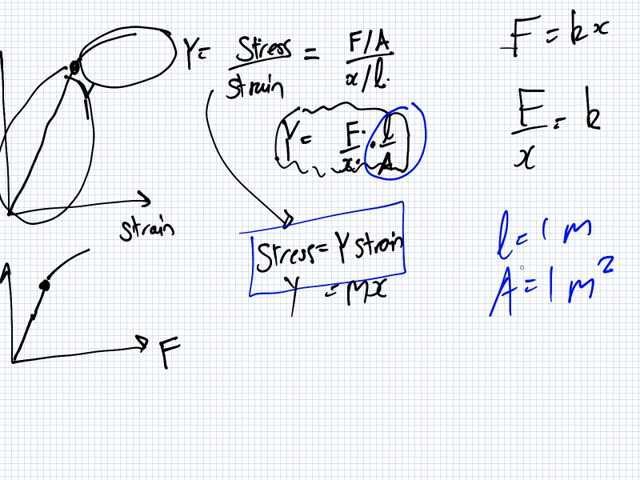 Y = Stress / strain = F/A / x/l
F = kx
Y = F/x · l/A
F/x = k
strain
Stress = Y strain
Y = mx
l = 1 m
A = 1 m²
A
F